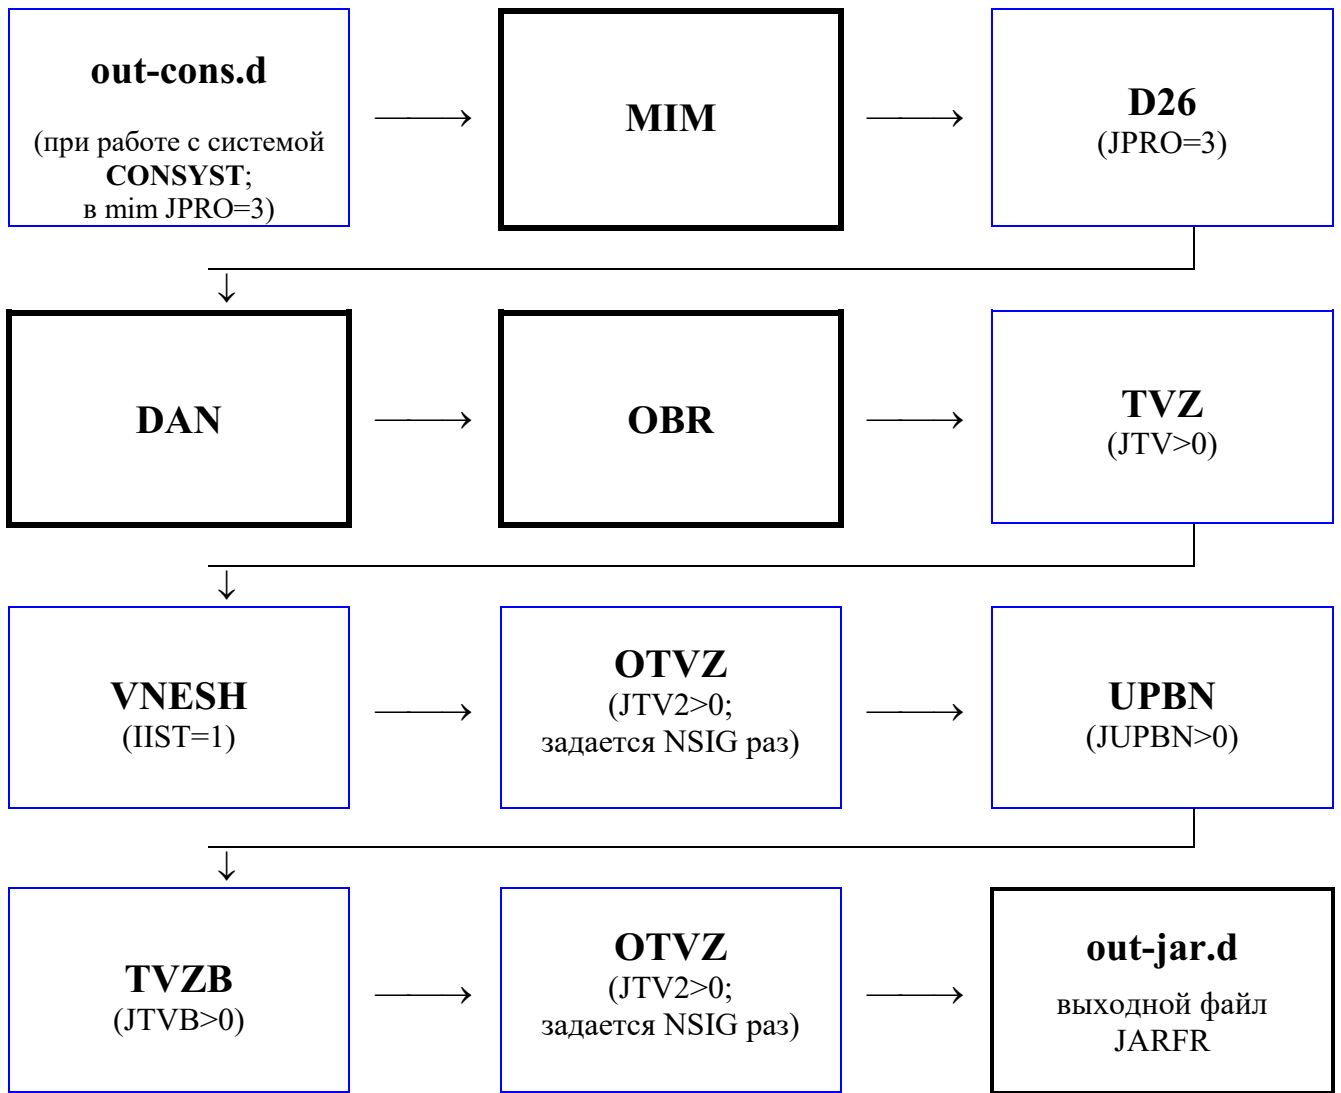 out-cons.d
(при работе с системой
CONSYST;
в mim JPRO=3)
MIM
D26
(JPRO=3)
DAN
OBR
TVZ
(JTV>0)
VNESH
(IIST=1)
OTVZ
(JTV2>0;
задается NSIG раз)
UPBN
(JUPBN>0)
TVZB
(JTVB>0)
OTVZ
(JTV2>0;
задается NSIG раз)
out-jar.d
выходной файл
JARFR